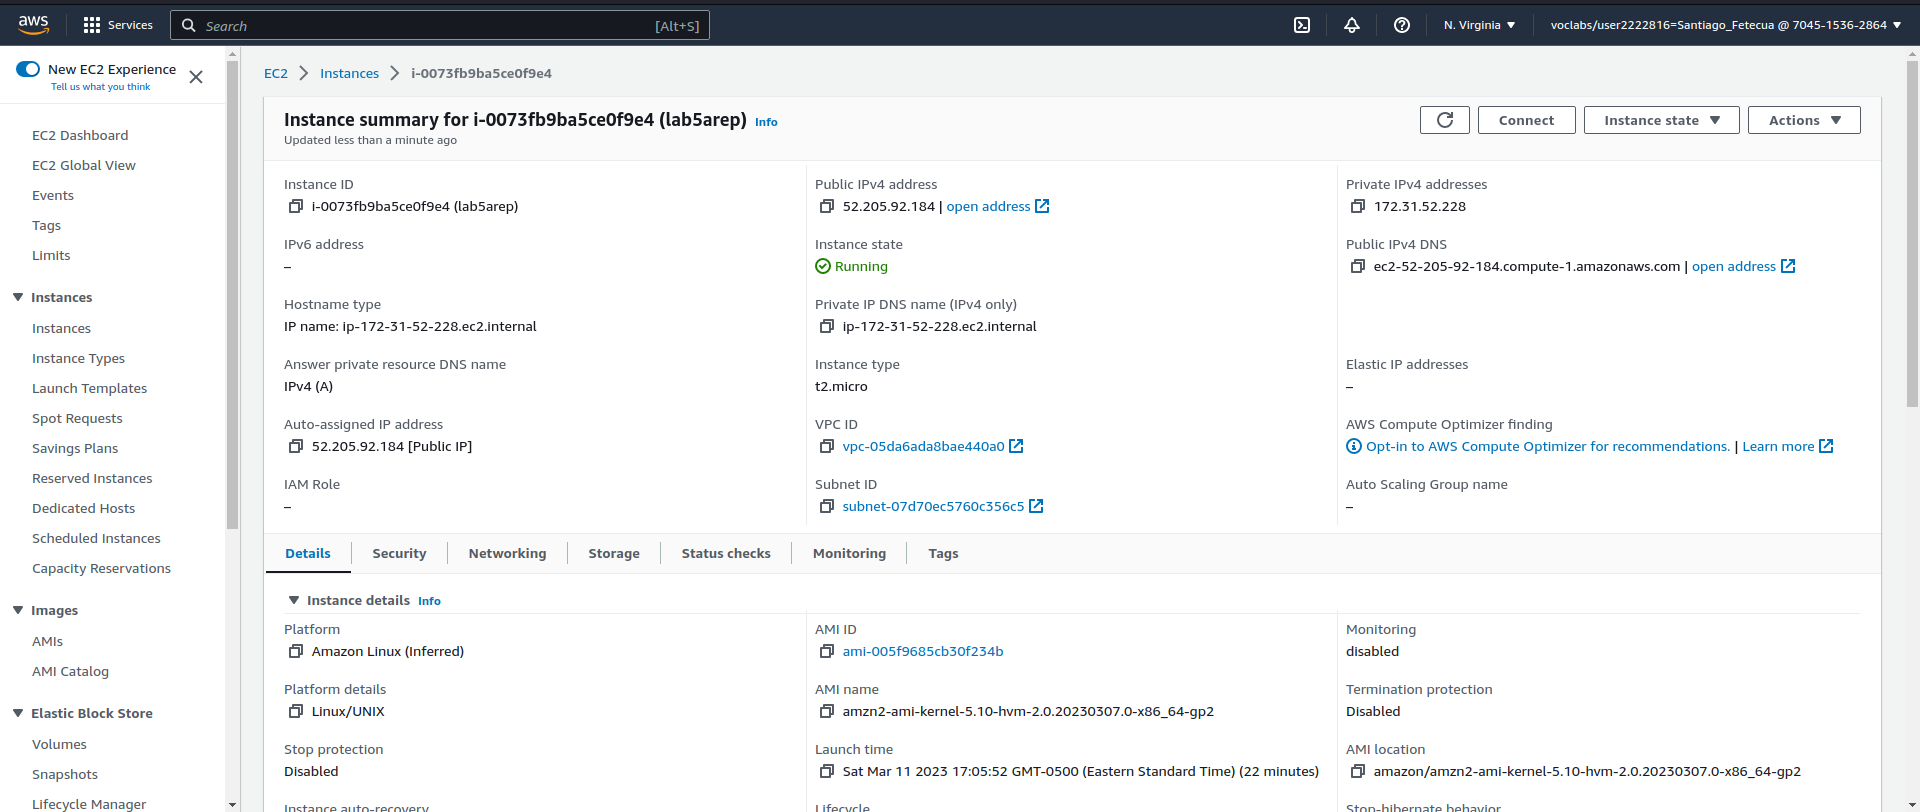 aws
Services
Search
[Alt+S]
N. Virginia
voclabs/user2222816=Santiago_Fetecua @ 7045-1536-2864
New EC2 Experience
Tell us what you think
EC2 Dashboard
EC2 Global View
Events
Tags
Limits
Instances
Instances
Instance Types
Launch Templates
Spot Requests
Savings Plans
Reserved Instances
Dedicated Hosts
Scheduled Instances
Capacity Reservations
Images
AMIs
AMI Catalog
Elastic Block Store
Volumes
Snapshots
Lifecycle Manager
EC2 > Instances > i-0073fb9ba5ce0f9e4
Instance summary for i-0073fb9ba5ce0f9e4 (lab5arep) Info
Updated less than a minute ago
Connect
Instance state
Actions
Instance ID
i-0073fb9ba5ce0f9e4 (lab5arep)
Public IPv4 address
52.205.92.184 | open address
Private IPv4 addresses
172.31.52.228
IPv6 address
–
Instance state
Running
Public IPv4 DNS
ec2-52-205-92-184.compute-1.amazonaws.com | open address
Hostname type
IP name: ip-172-31-52-228.ec2.internal
Private IP DNS name (IPv4 only)
ip-172-31-52-228.ec2.internal
Answer private resource DNS name
IPv4 (A)
Instance type
t2.micro
Elastic IP addresses
–
Auto-assigned IP address
52.205.92.184 [Public IP]
VPC ID
vpc-05da6ada8bae440a0
AWS Compute Optimizer finding
Opt-in to AWS Compute Optimizer for recommendations. | Learn more
IAM Role
–
Subnet ID
subnet-07d70ec5760c356c5
Auto Scaling Group name
–
Details
Security
Networking
Storage
Status checks
Monitoring
Tags
Instance details Info
Platform
Amazon Linux (Inferred)
AMI ID
ami-005f9685cb30f234b
Monitoring
disabled
Platform details
Linux/UNIX
AMI name
amzn2-ami-kernel-5.10-hvm-2.0.20230307.0-x86_64-gp2
Termination protection
Disabled
Stop protection
Disabled
Launch time
Sat Mar 11 2023 17:05:52 GMT-0500 (Eastern Standard Time) (22 minutes)
AMI location
amazon/amzn2-ami-kernel-5.10-hvm-2.0.20230307.0-x86_64-gp2
Instance auto-recovery
Lifecycle
Stop-hibernate behavior